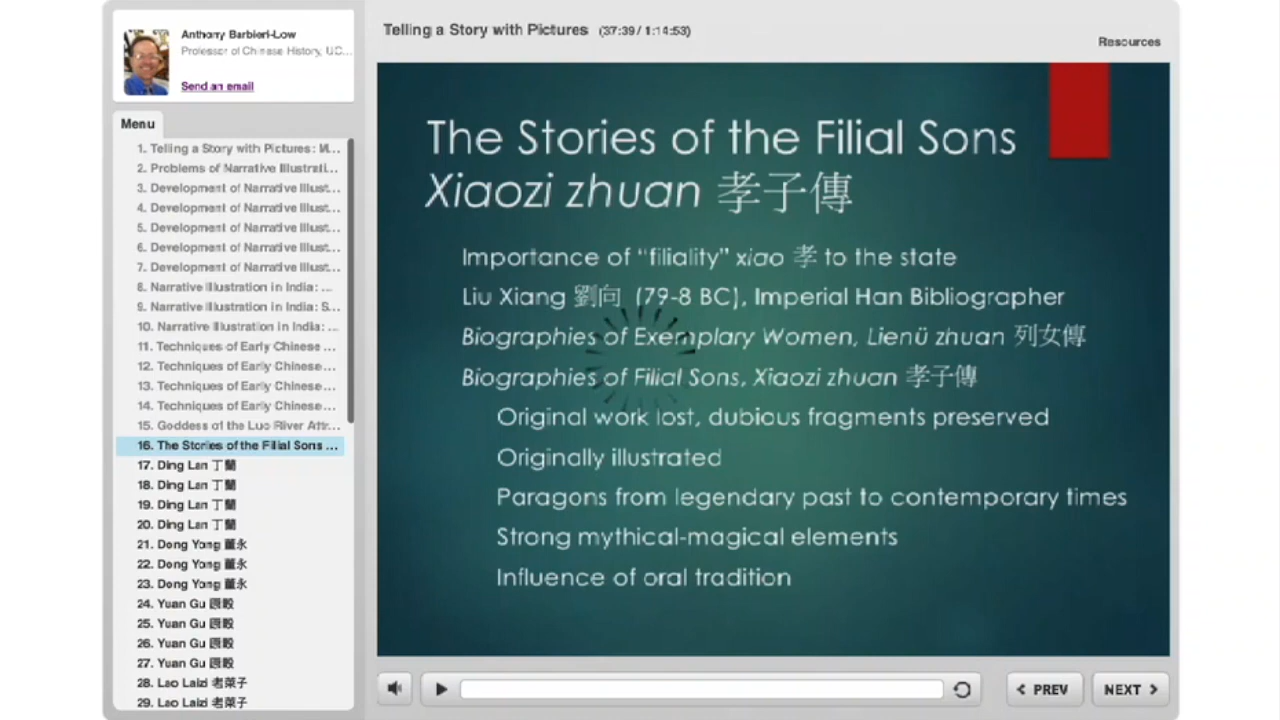 Anthony Barbieri-Low
Professor of Chinese History, UC...
Send an email
Telling a Story with Pictures (37:39 / 1:14:53)
Resources
Menu
1. Telling a Story with Pictures: M...
2. Problems of Narrative Illustrati...
3. Development of Narrative Illust...
4. Development of Narrative Illust...
5. Development of Narrative Illust...
6. Development of Narrative Illust...
7. Development of Narrative Illust...
8. Narrative Illustration in India: ...
9. Narrative Illustration in India: S...
10. Narrative Illustration in India: ...
11. Techniques of Early Chinese ...
12. Techniques of Early Chinese...
13. Techniques of Early Chinese...
14. Techniques of Early Chinese...
15. Goddess of the Luo River Attr...
16. The Stories of the Filial Sons ...
17. Ding Lan 丁蘭
18. Ding Lan 丁蘭
19. Ding Lan 丁蘭
20. Ding Lan 丁蘭
21. Dong Yong 董永
22. Dong Yong 董永
23. Dong Yong 董永
24. Yuan Gu 原穀
25. Yuan Gu 原穀
26. Yuan Gu 原穀
27. Yuan Gu 原穀
28. Lao Laizi 老萊子
29. Lao Laizi 老萊子
The Stories of the Filial Sons
Xiaozi zhuan 孝子傳
Importance of “filiality” xiao 孝 to the state
Liu Xiang 劉向 (79-8 BC), Imperial Han Bibliographer
Biographies of Exemplary Women, Lienü zhuan 列女傳
Biographies of Filial Sons, Xiaozi zhuan 孝子傳
Original work lost, dubious fragments preserved
Originally illustrated
Paragons from legendary past to contemporary times
Strong mythical-magical elements
Influence of oral tradition
PREV
NEXT